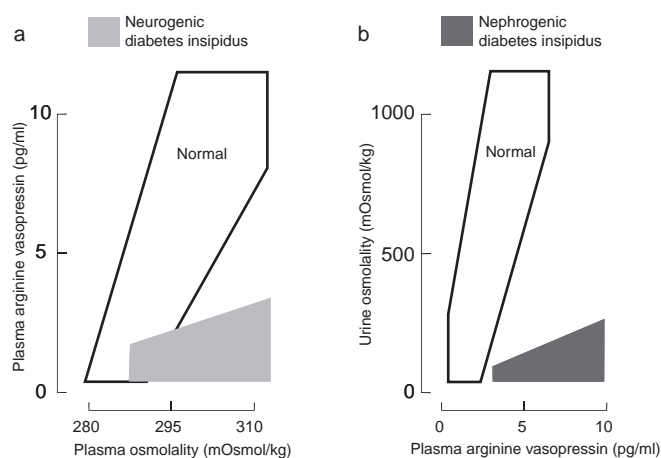 a
Neurogenic
diabetes insipidus
Plasma arginine vasopressin (pg/ml)
10
5
0
Normal
280 295 310
Plasma osmolality (mOsmol/kg)
b
Nephrogenic
diabetes insipidus
Urine osmolality (mOsmol/kg)
1000
500
0
Normal
0 5 10
Plasma arginine vasopressin (pg/ml)